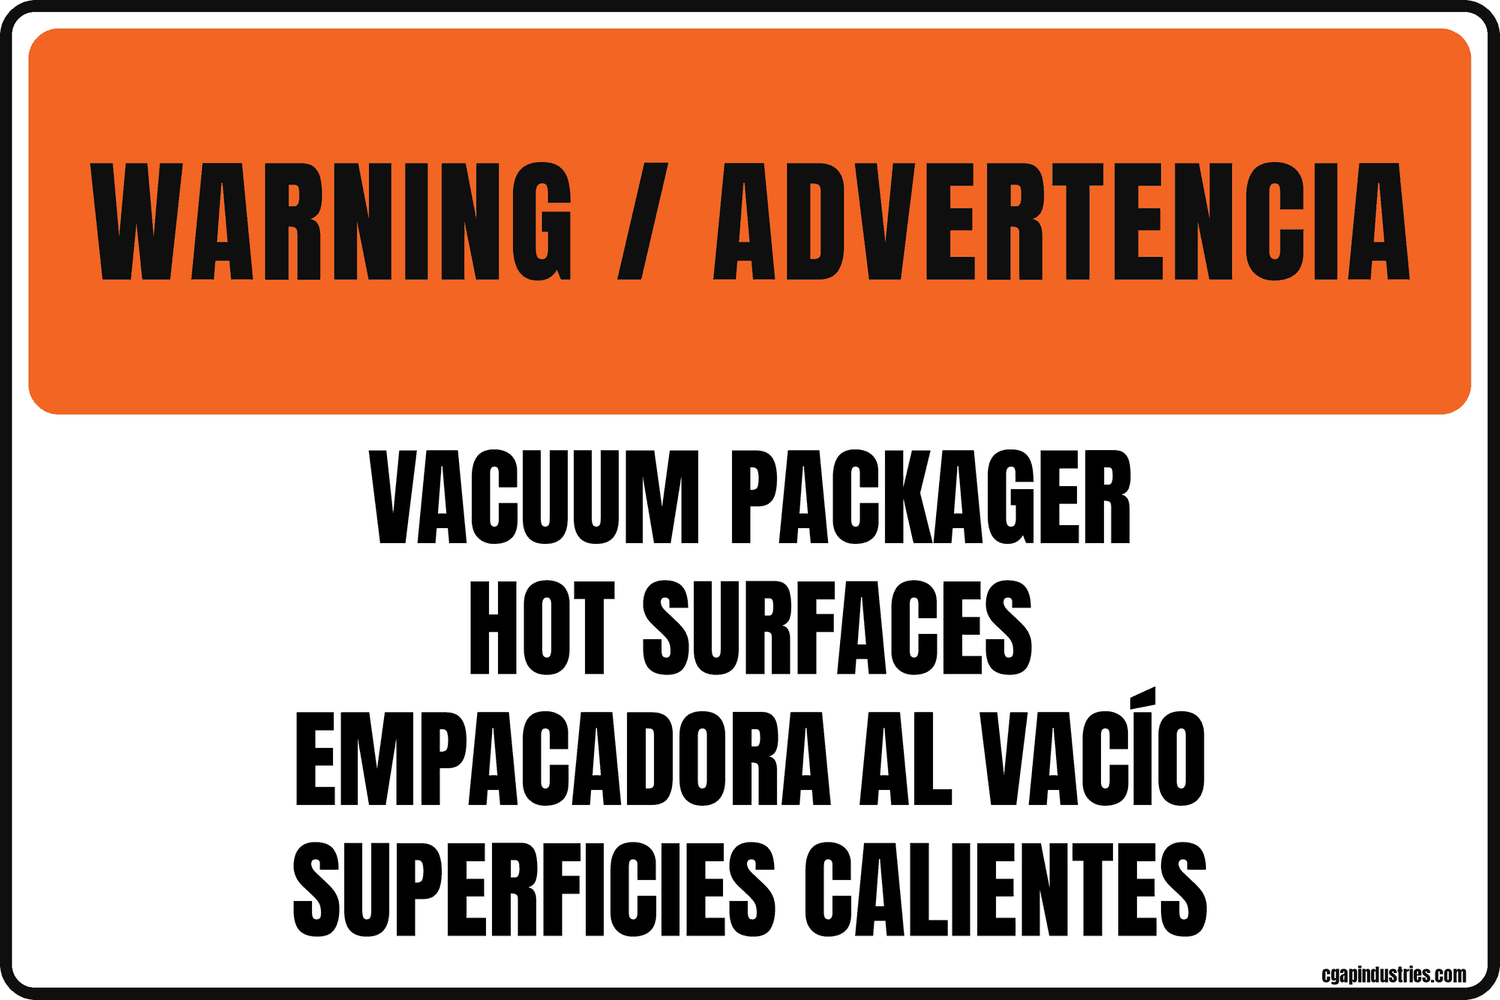 WARNING / ADVERTENCIA
VACUUM PACKAGER
HOT SURFACES
EMPACADORA AL VACÍO
SUPERFICIES CALIENTES
cgapindustries.com